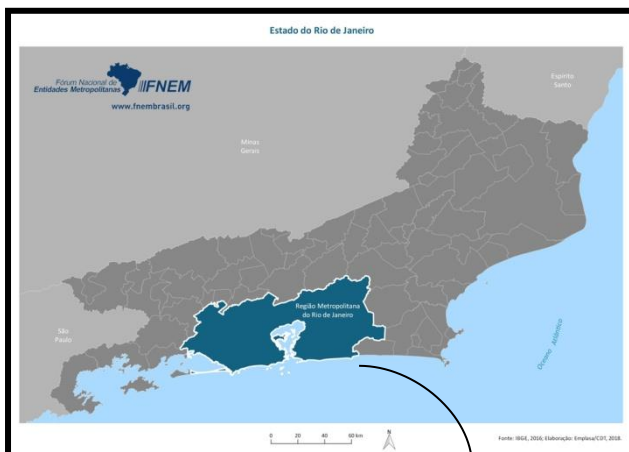 Estado do Rio de Janeiro
Fórum Nacional de
Entidades Metropolitanas
FNEM
www.fnembrasil.org
Espírito
Santo
Minas
Gerais
Região Metropolitana
do Rio de Janeiro
São
Paulo
Oceano Atlântico
0 20 40 60 km
N
Fonte: IBGE, 2016; Elaboração: Emplasa/CDT, 2018.